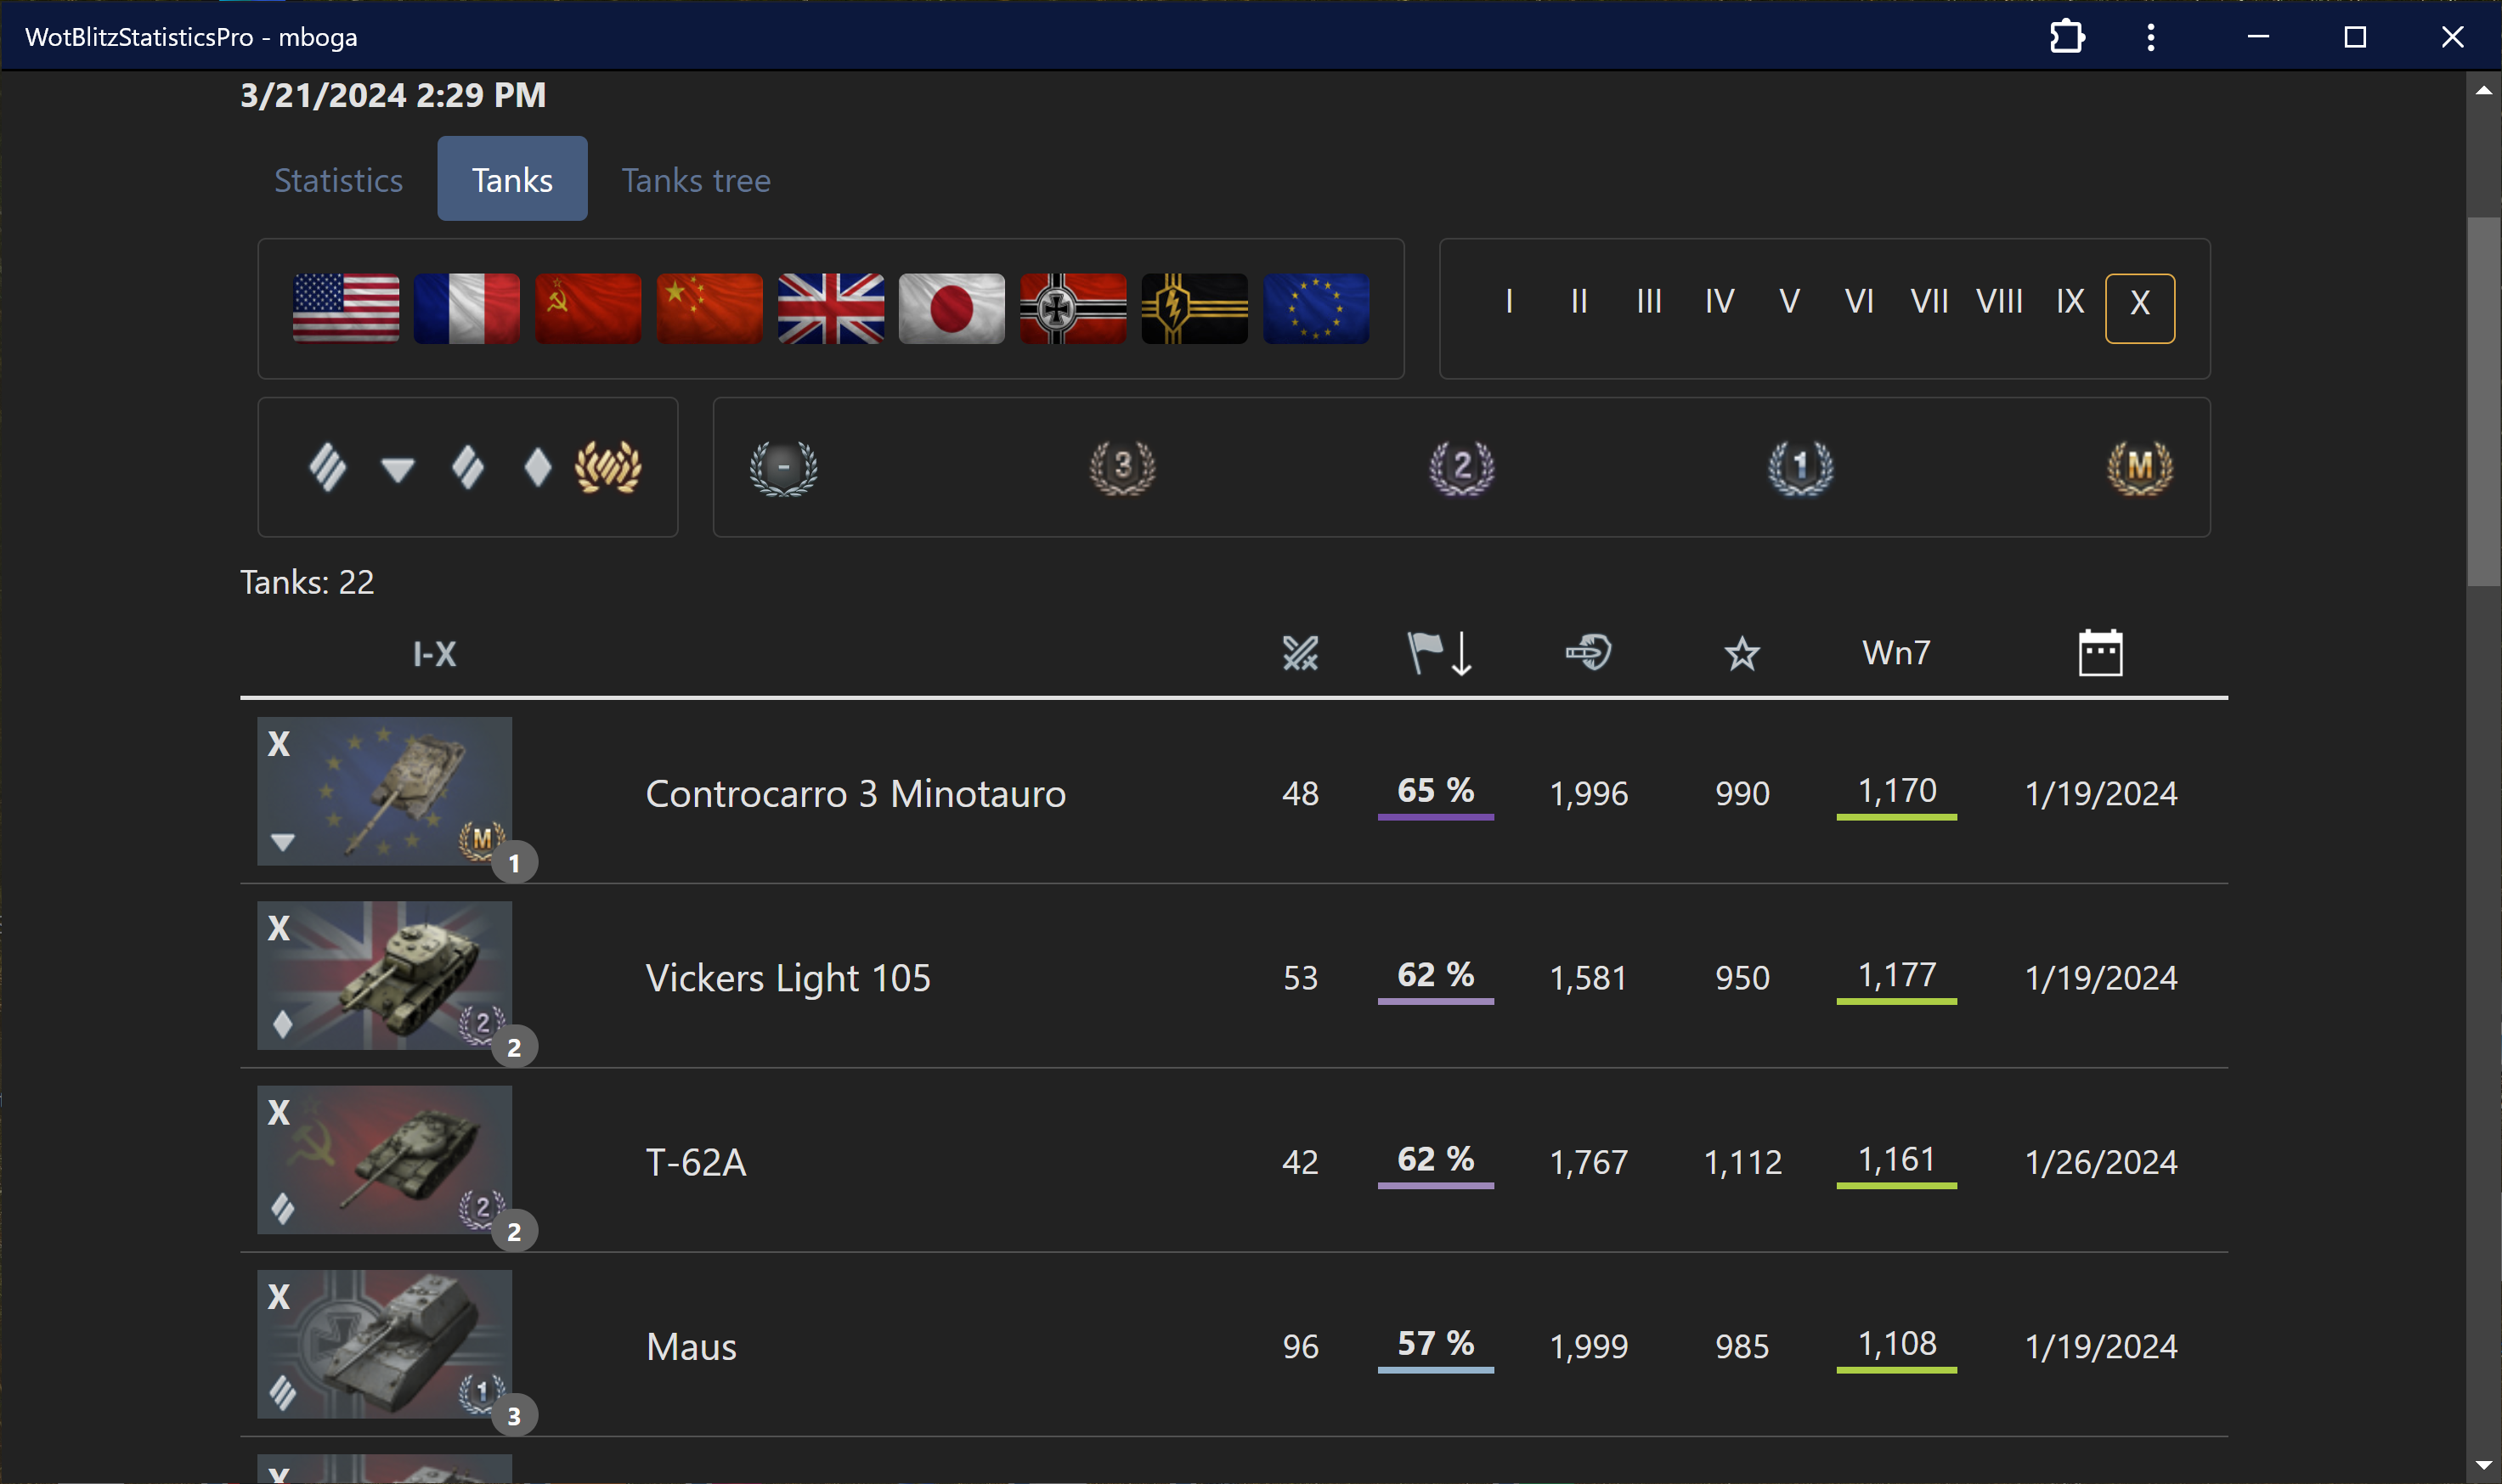 WotBlitzStatisticsPro - mboga
3/21/2024 2:29 PM
Statistics Tanks Tanks tree
I II III IV V VI VII VIII IX X
- 3 2 1 M
Tanks: 22
I-X Wn7
X
Controcarro 3 Minotauro 48 65 % 1,996 990 1,170 1/19/2024
M 1
X
Vickers Light 105 53 62 % 1,581 950 1,177 1/19/2024
2 2
X
T-62A 42 62 % 1,767 1,112 1,161 1/26/2024
2 2
X
Maus 96 57 % 1,999 985 1,108 1/19/2024
1 3
X